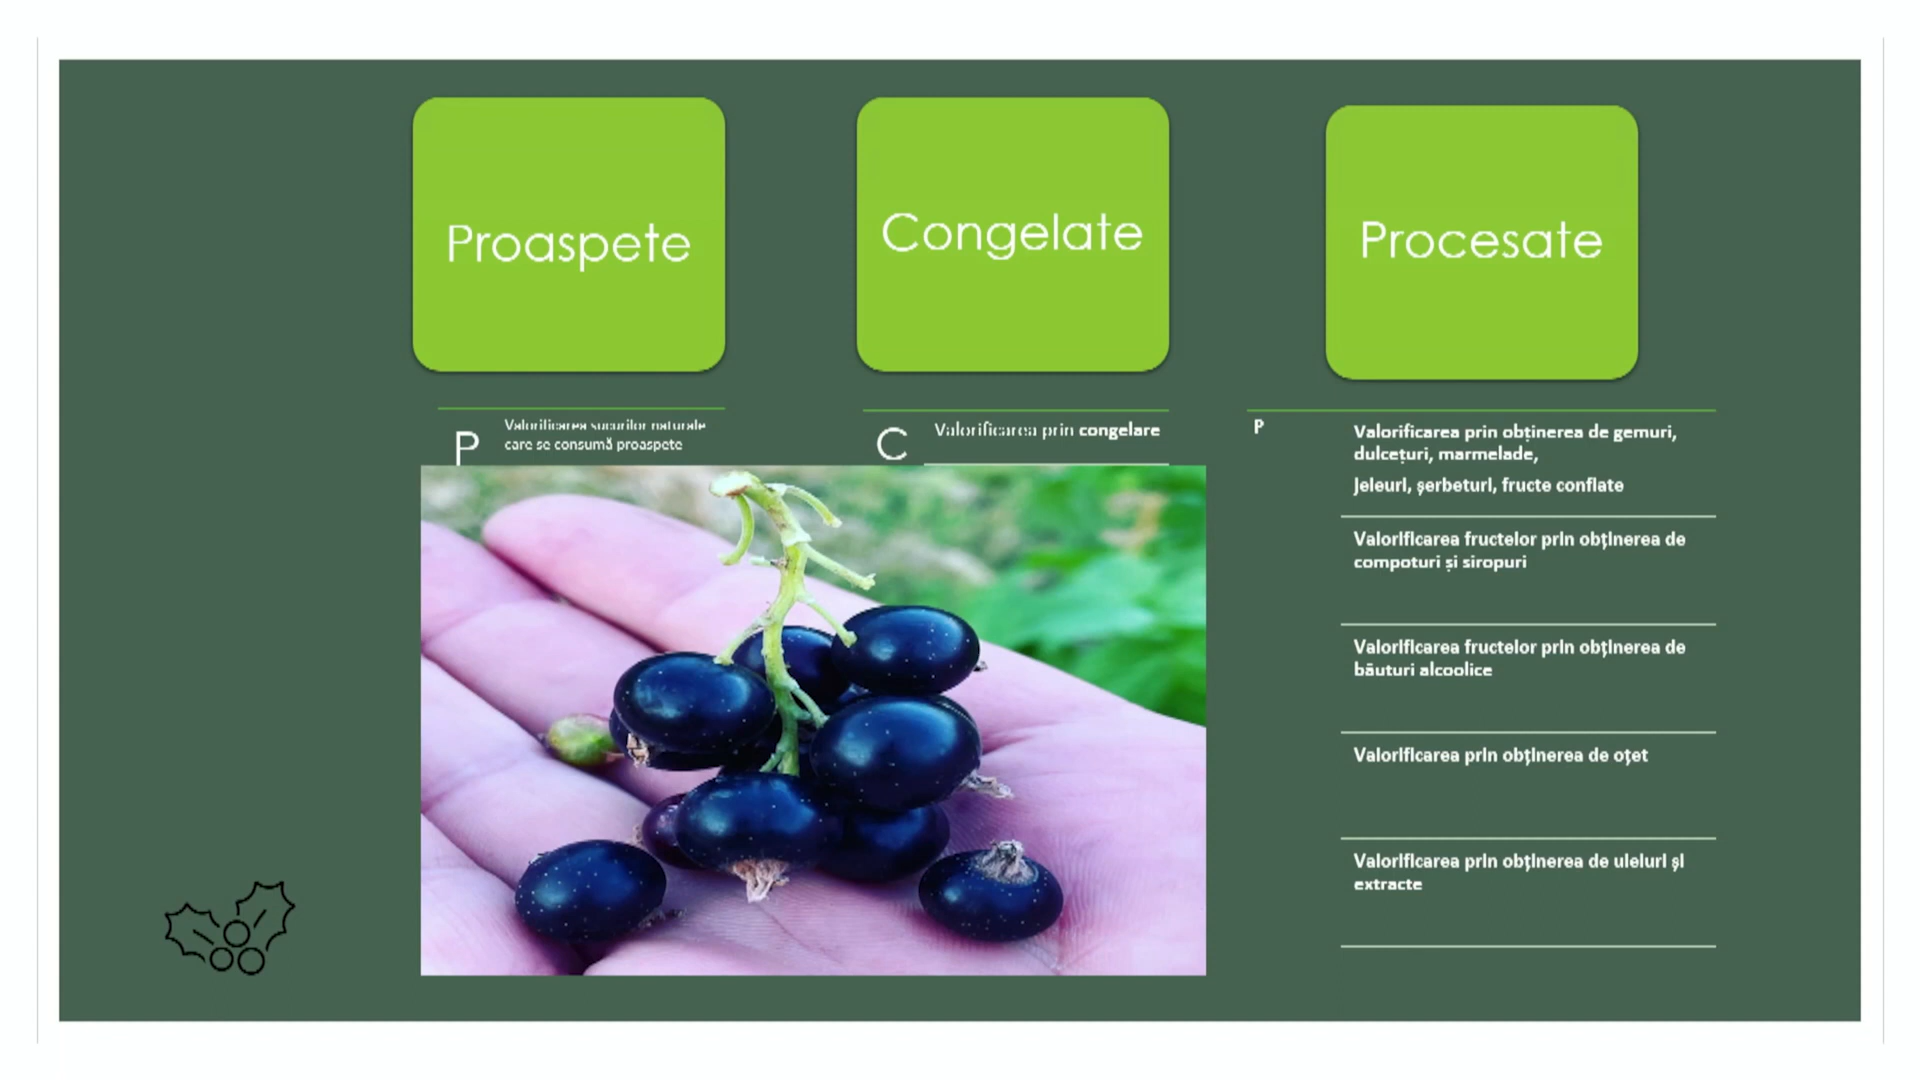 Proaspete
Congelate
Procesate
P
Valorificarea sucurilor naturale
care se consumă proaspete
C
Valorificarea prin congelare
P
Valorificarea prin obținerea de gemuri,
dulcețuri, marmelade,
jeleuri, șerbeturi, fructe confiate
Valorificarea fructelor prin obținerea de
compoturi și siropuri
Valorificarea fructelor prin obținerea de
băuturi alcoolice
Valorificarea prin obținerea de oțet
Valorificarea prin obținerea de uleiuri și
extracte